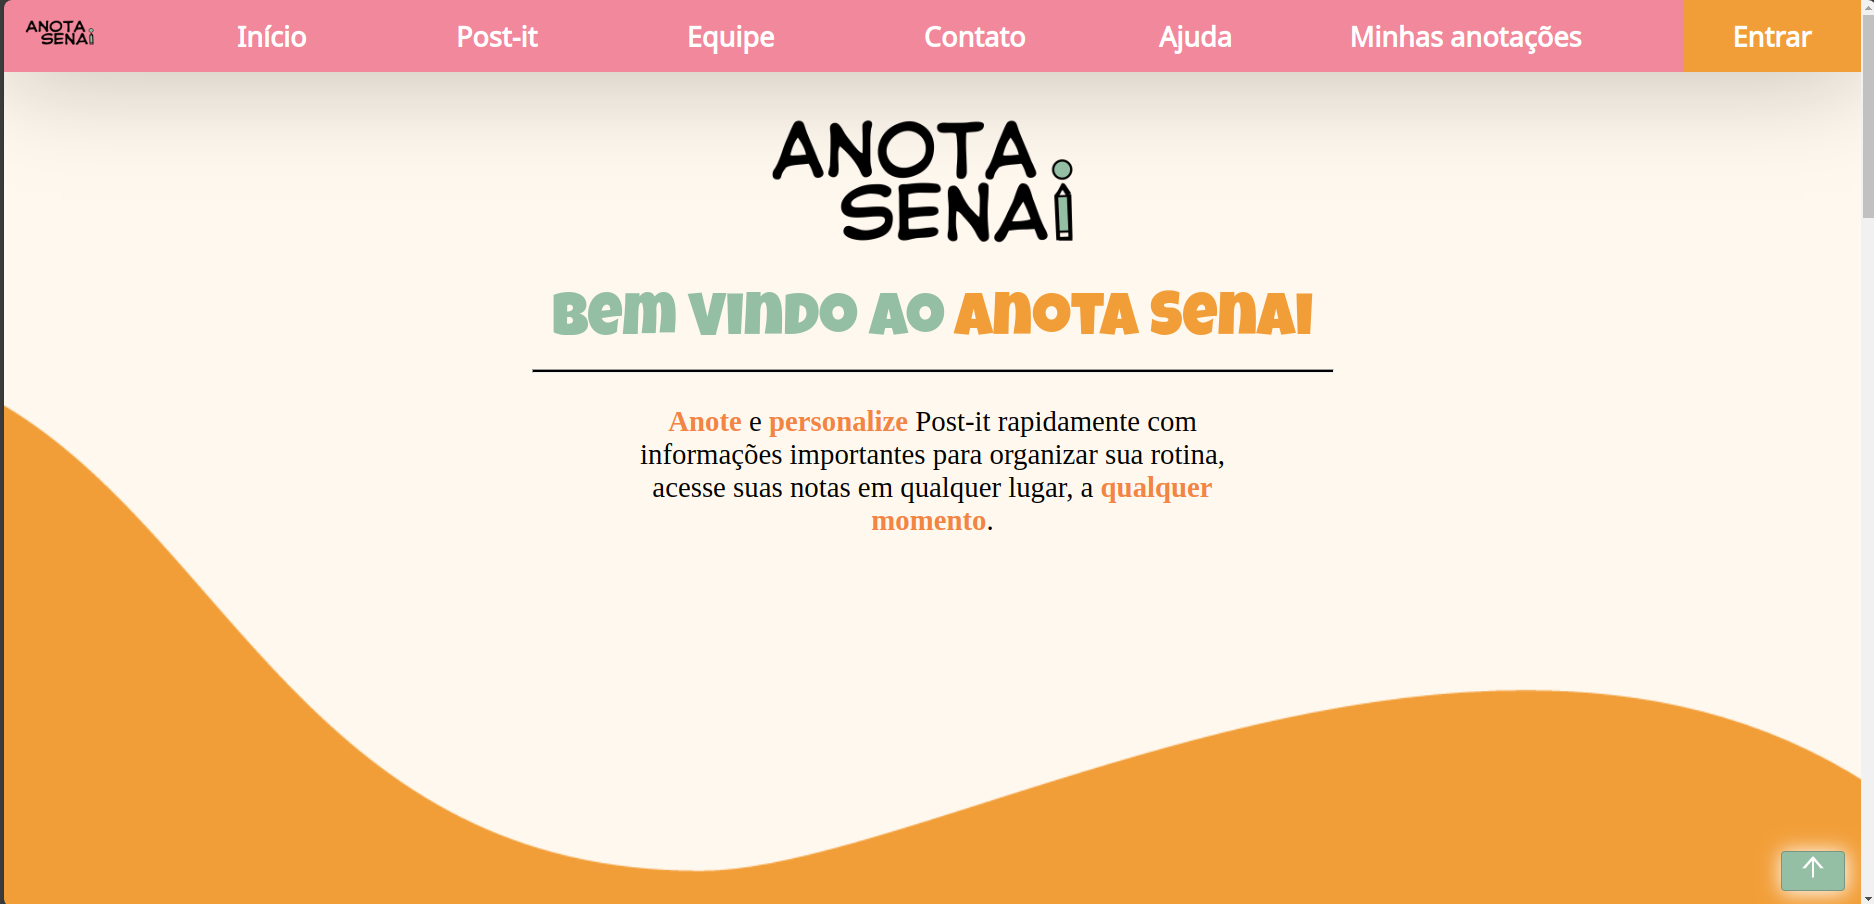 ANOTA
SENAi
Início Post-it Equipe Contato Ajuda Minhas anotações Entrar
ANOTA
SENAi
Bem vindo ao Anota Senai
Anote e personalize Post-it rapidamente com
informações importantes para organizar sua rotina,
acesse suas notas em qualquer lugar, a qualquer
momento.